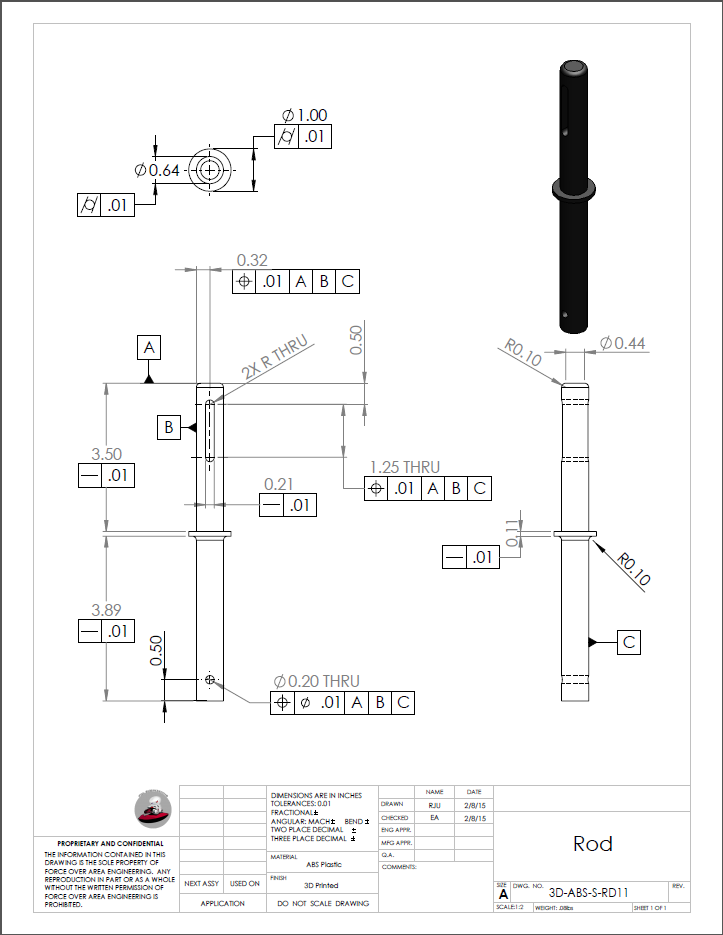 ∅1.00
⌭ .01
∅0.64
⌭ .01
0.32
⌖ .01 A B C
A
2X R THRU
0.50
R0.10
∅0.44
B
3.50
— .01
1.25 THRU
⌖ .01 A B C
0.21
— .01
0.11
— .01
R0.10
3.89
— .01
0.50
C
∅0.20 THRU
⌖ ∅ .01 A B C
PROPRIETARY AND CONFIDENTIAL
THE INFORMATION CONTAINED IN THIS
DRAWING IS THE SOLE PROPERTY OF
FORCE OVER AREA ENGINEERING. ANY
REPRODUCTION IN PART OR AS A WHOLE
WITHOUT THE WRITTEN PERMISSION OF
FORCE OVER AREA ENGINEERING IS
PROHIBITED.
NEXT ASSY USED ON
APPLICATION
DIMENSIONS ARE IN INCHES
TOLERANCES: 0.01
FRACTIONAL ±
ANGULAR: MACH ± BEND ±
TWO PLACE DECIMAL ±
THREE PLACE DECIMAL ±
MATERIAL
ABS Plastic
FINISH
3D Printed
DO NOT SCALE DRAWING
NAME DATE
DRAWN RJU 2/8/15
CHECKED EA 2/8/15
ENG APPR.
MFG APPR.
Q.A.
COMMENTS:
Rod
SIZE DWG. NO. REV.
A 3D-ABS-S-RD11
SCALE:1:2 WEIGHT: .08lbs SHEET 1 OF 1